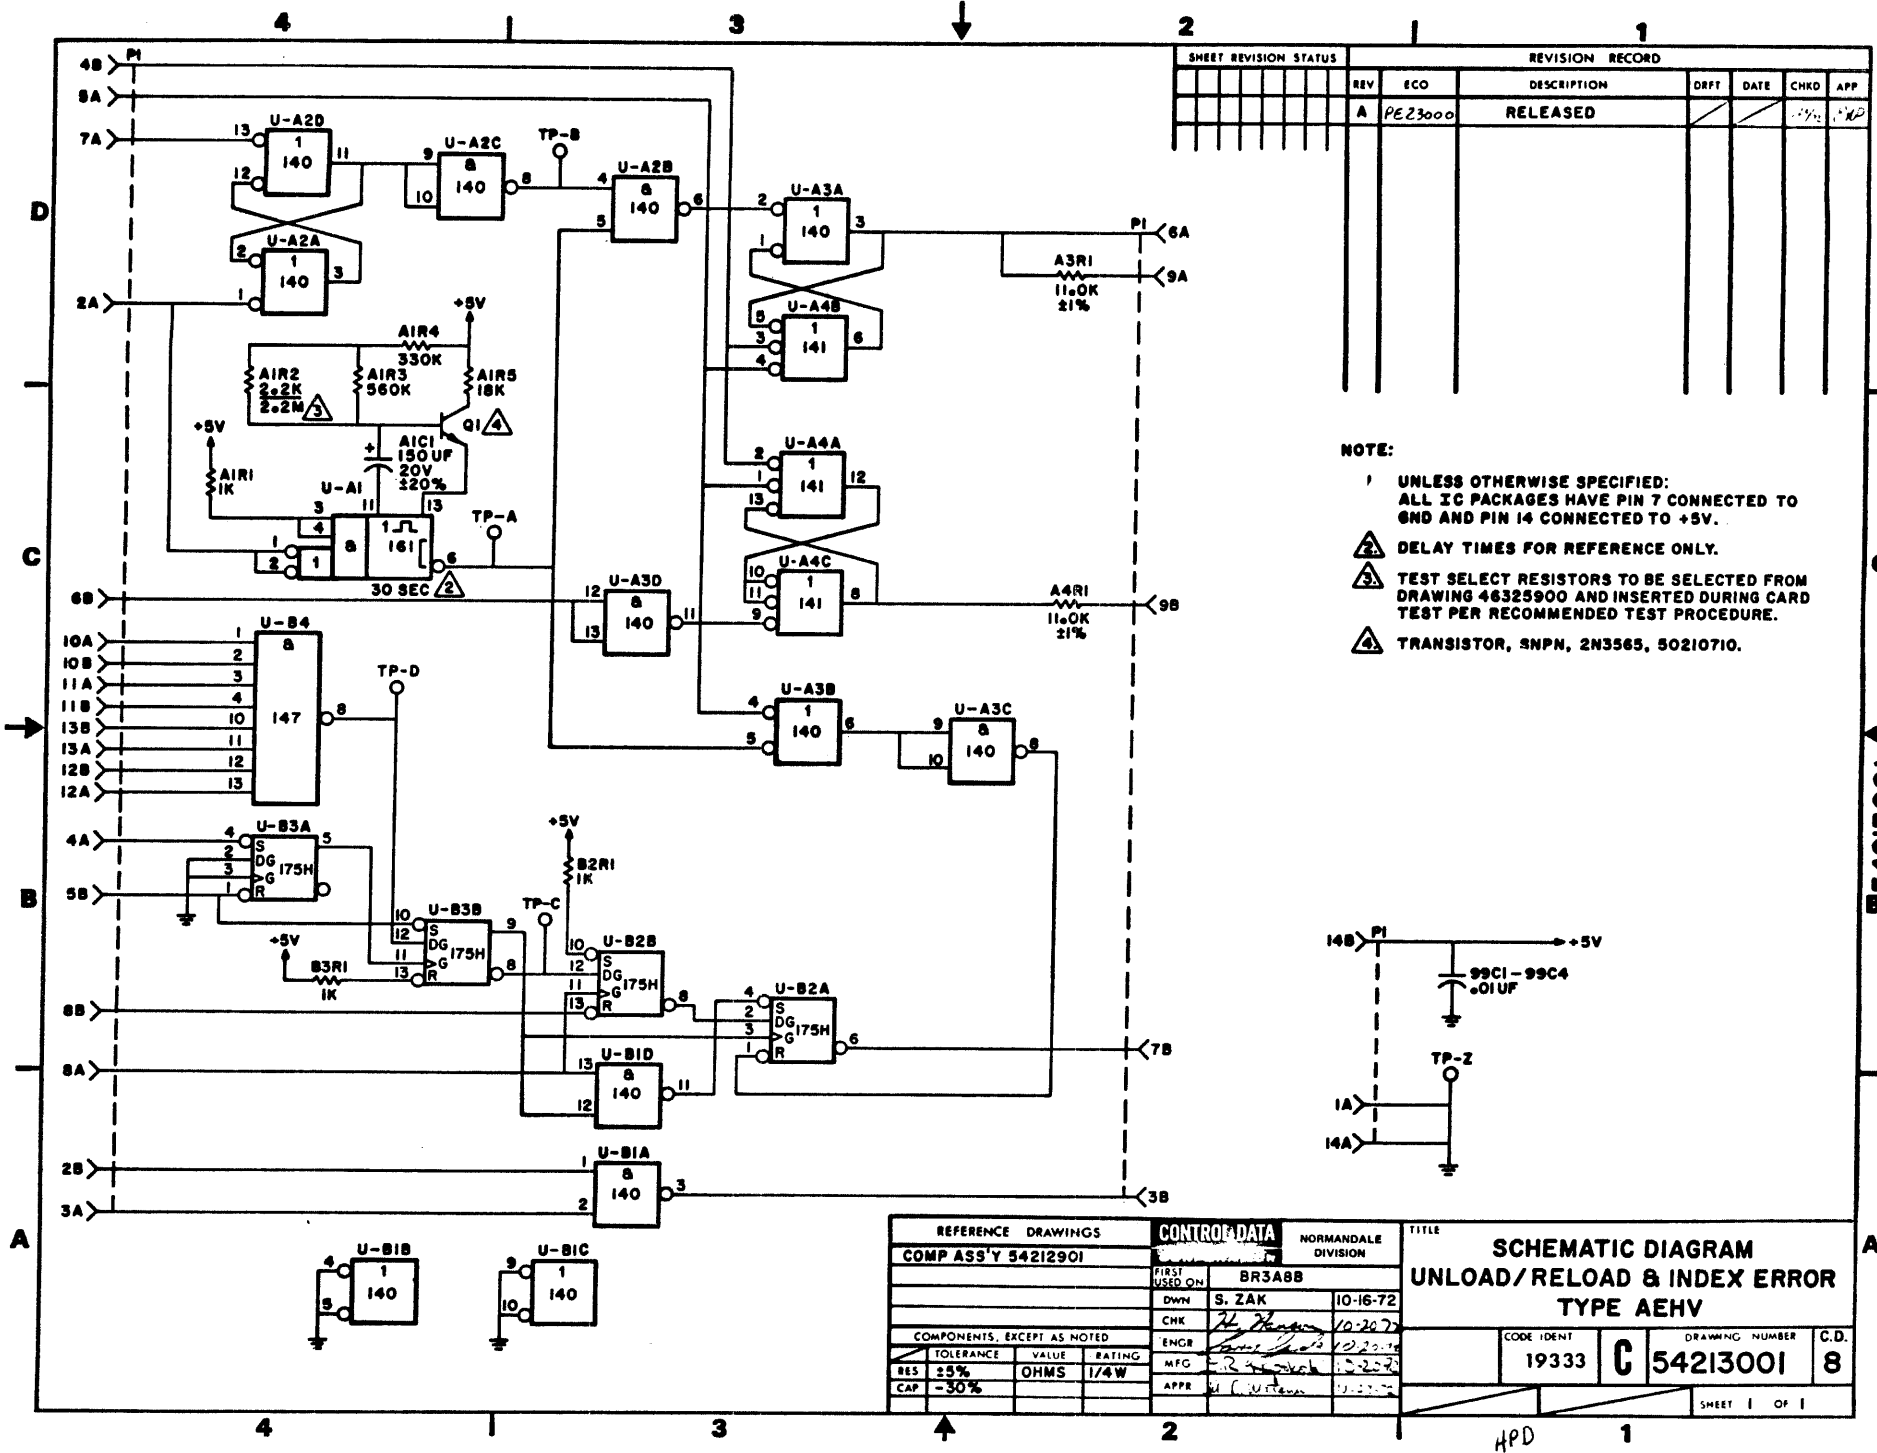 4 3 2 1
SHEET REVISION STATUS
REVISION RECORD
REV ECO DESCRIPTION DRFT DATE CHKD APP
A PE23000 RELEASED
4B P1
5A
7A 13 U-A2D 1 140 11 12
U-A2C 9 & 140 10 8
TP-B
U-A2B 4 & 140 5 6
U-A3A 2 1 140 1 3
P1 6A
A3R1 11.0K ±1% 9A
D
U-A2A 2 1 140 1 3
2A
U-A4B 5 1 3 141 4 6
+5V
A1R4 330K
A1R2 2.2K 2.2M 3
A1R3 560K
A1R5 18K
Q1 4
+5V
A1R1 1K
+ A1C1 150UF 20V ±20%
U-A1 11 13 3 4 & 1 161 1 2 1 6
30 SEC 2
TP-A
U-A4A 2 1 1 141 13 12
C
U-A4C 10 1 11 141 9 8
A4R1 11.0K ±1% 9B
6B
U-A3D 12 & 140 13 11
NOTE:
1 UNLESS OTHERWISE SPECIFIED:
ALL IC PACKAGES HAVE PIN 7 CONNECTED TO
GND AND PIN 14 CONNECTED TO +5V.
2. DELAY TIMES FOR REFERENCE ONLY.
3. TEST SELECT RESISTORS TO BE SELECTED FROM
DRAWING 46325900 AND INSERTED DURING CARD
TEST PER RECOMMENDED TEST PROCEDURE.
4. TRANSISTOR, SNPN, 2N3565, 50210710.
U-B4
10A 1 &
10B 2
11A 3
11B 4
13B 10 147 8
13A 11
12B 12
12A 13
TP-D
U-A3B 4 1 140 5 6
U-A3C 9 & 140 10 8
U-B3A
4A 4 S 5
2 DG
3 G 175H
5B 1 R
B
+5V
B2R1 1K
U-B3B 10 S 9
12 DG
11 G 175H
13 R 8
+5V
B3R1 1K
TP-C
U-B2B
10 S
12 DG
11 G 175H
13 R 8
8B
U-B2A
4 S
2 DG
3 G 175H
1 R 6
7B
8A
U-B1D 13 & 140 12 11
14B P1 +5V
99C1-99C4
.01UF
TP-Z
1A
14A
2B
3A
U-B1A 1 & 140 2 3
3B
A A
U-B1B 4 1 140 5
U-B1C 9 1 140 10
REFERENCE DRAWINGS
COMP ASS'Y 54212901
COMPONENTS, EXCEPT AS NOTED
TOLERANCE VALUE RATING
RES ±5% OHMS 1/4W
CAP -30%
CONTROL DATA
NORMANDALE DIVISION
FIRST USED ON BR3A8B
DWN S. ZAK 10-16-72
CHK
ENGR
MFG
APPR
TITLE
SCHEMATIC DIAGRAM
UNLOAD/RELOAD & INDEX ERROR
TYPE AEHV
CODE IDENT 19333
C
DRAWING NUMBER 54213001
C.D. 8
SHEET 1 OF 1
4 3 2 1
HPD